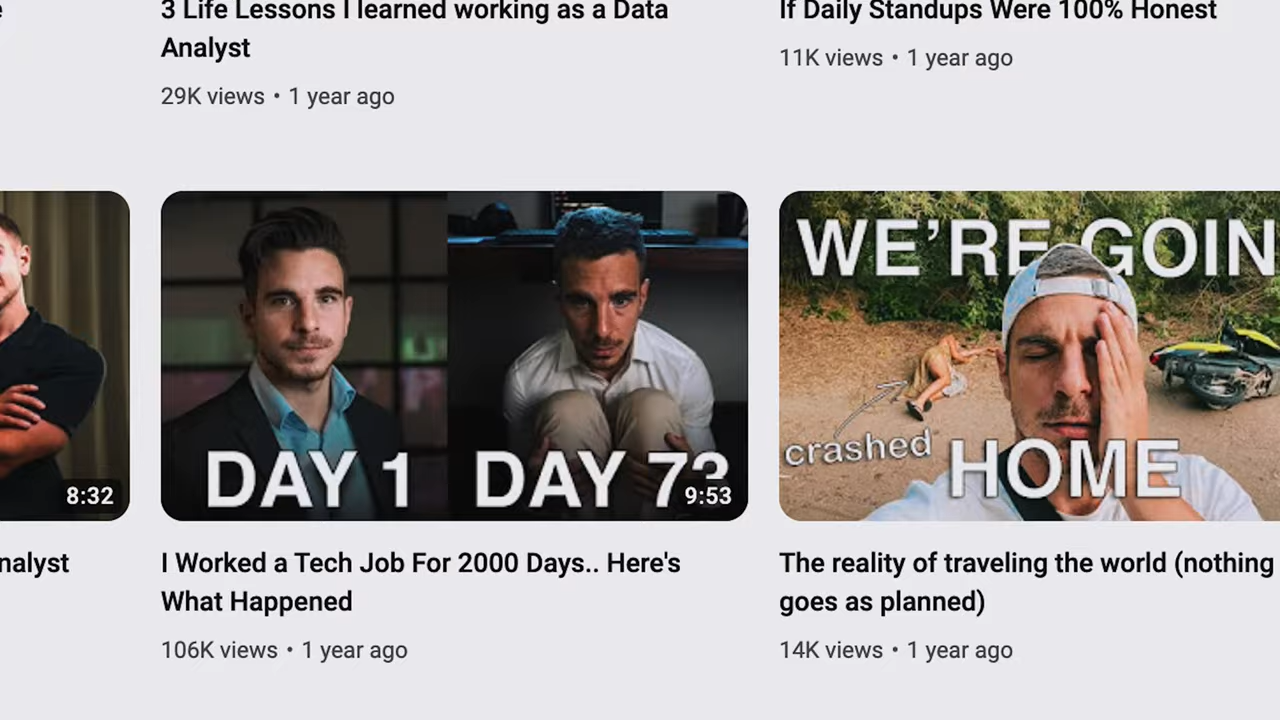 3 Life Lessons I learned working as a Data
Analyst
29K views • 1 year ago
If Daily Standups Were 100% Honest
11K views • 1 year ago
8:32
DAY 1
DAY 73
9:53
WE'RE GOIN
crashed
HOME
nalyst
I Worked a Tech Job For 2000 Days.. Here's
What Happened
106K views • 1 year ago
The reality of traveling the world (nothing
goes as planned)
14K views • 1 year ago